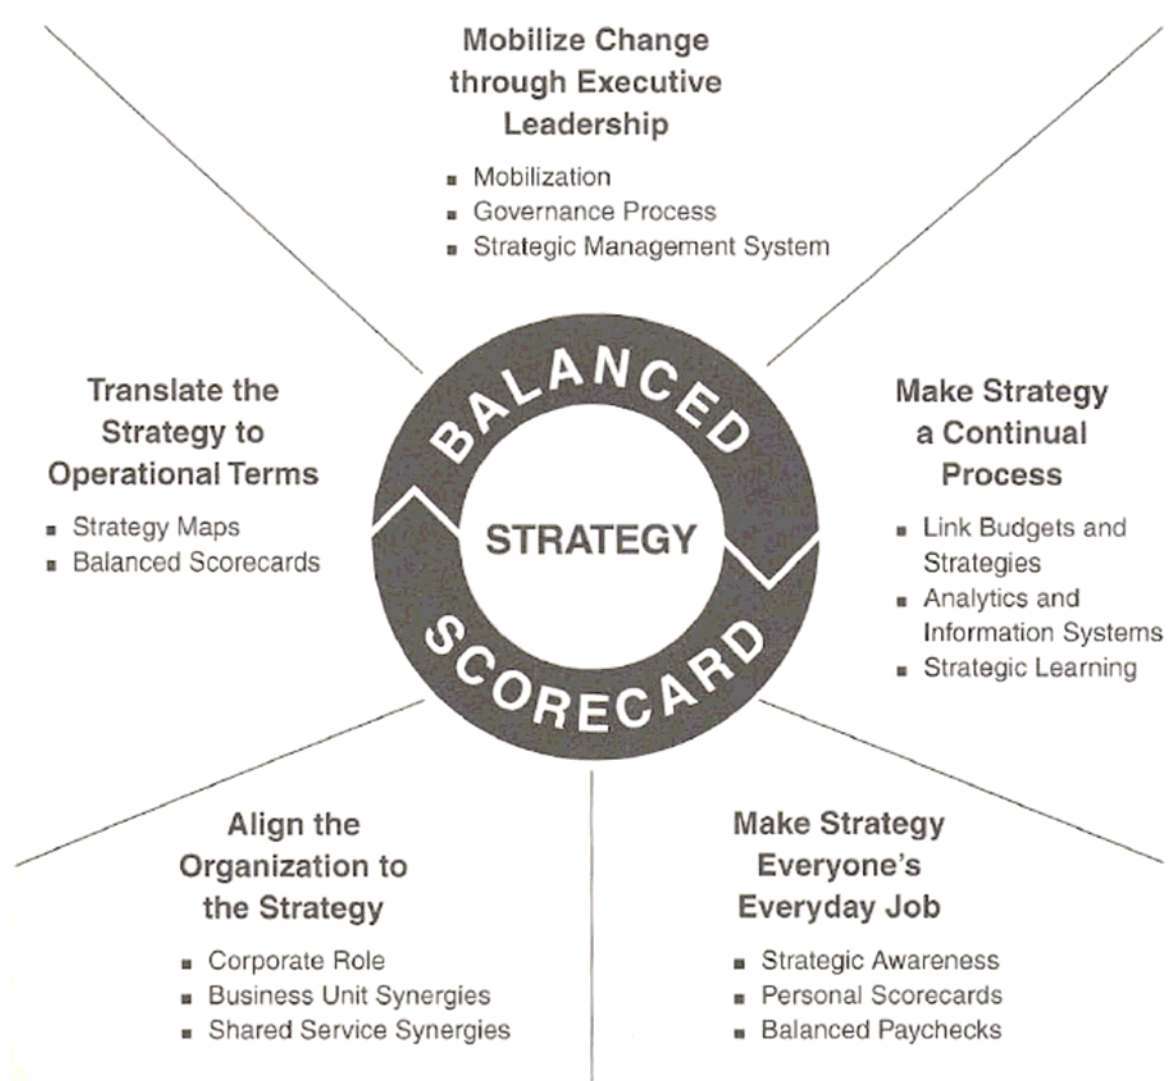 Mobilize Change
through Executive
Leadership
▪ Mobilization
▪ Governance Process
▪ Strategic Management System
BALANCED
STRATEGY
SCORECARD
Translate the
Strategy to
Operational Terms
▪ Strategy Maps
▪ Balanced Scorecards
Make Strategy
a Continual
Process
▪ Link Budgets and
Strategies
▪ Analytics and
Information Systems
▪ Strategic Learning
Align the
Organization to
the Strategy
▪ Corporate Role
▪ Business Unit Synergies
▪ Shared Service Synergies
Make Strategy
Everyone's
Everyday Job
▪ Strategic Awareness
▪ Personal Scorecards
▪ Balanced Paychecks